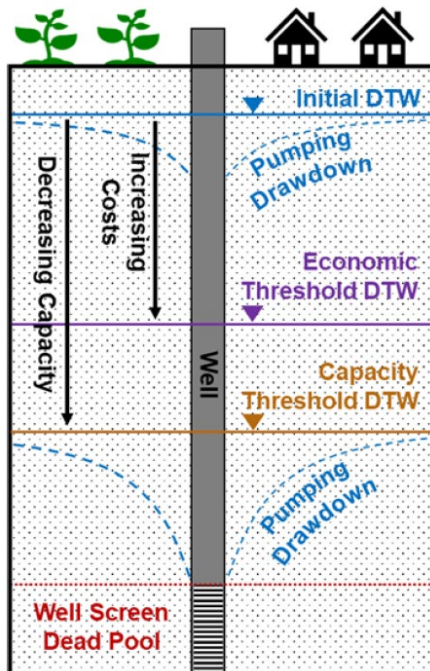 Initial DTW
Pumping
Drawdown
Decreasing Capacity
Increasing
Costs
Economic
Threshold DTW
Well
Capacity
Threshold DTW
Pumping
Drawdown
Well Screen
Dead Pool